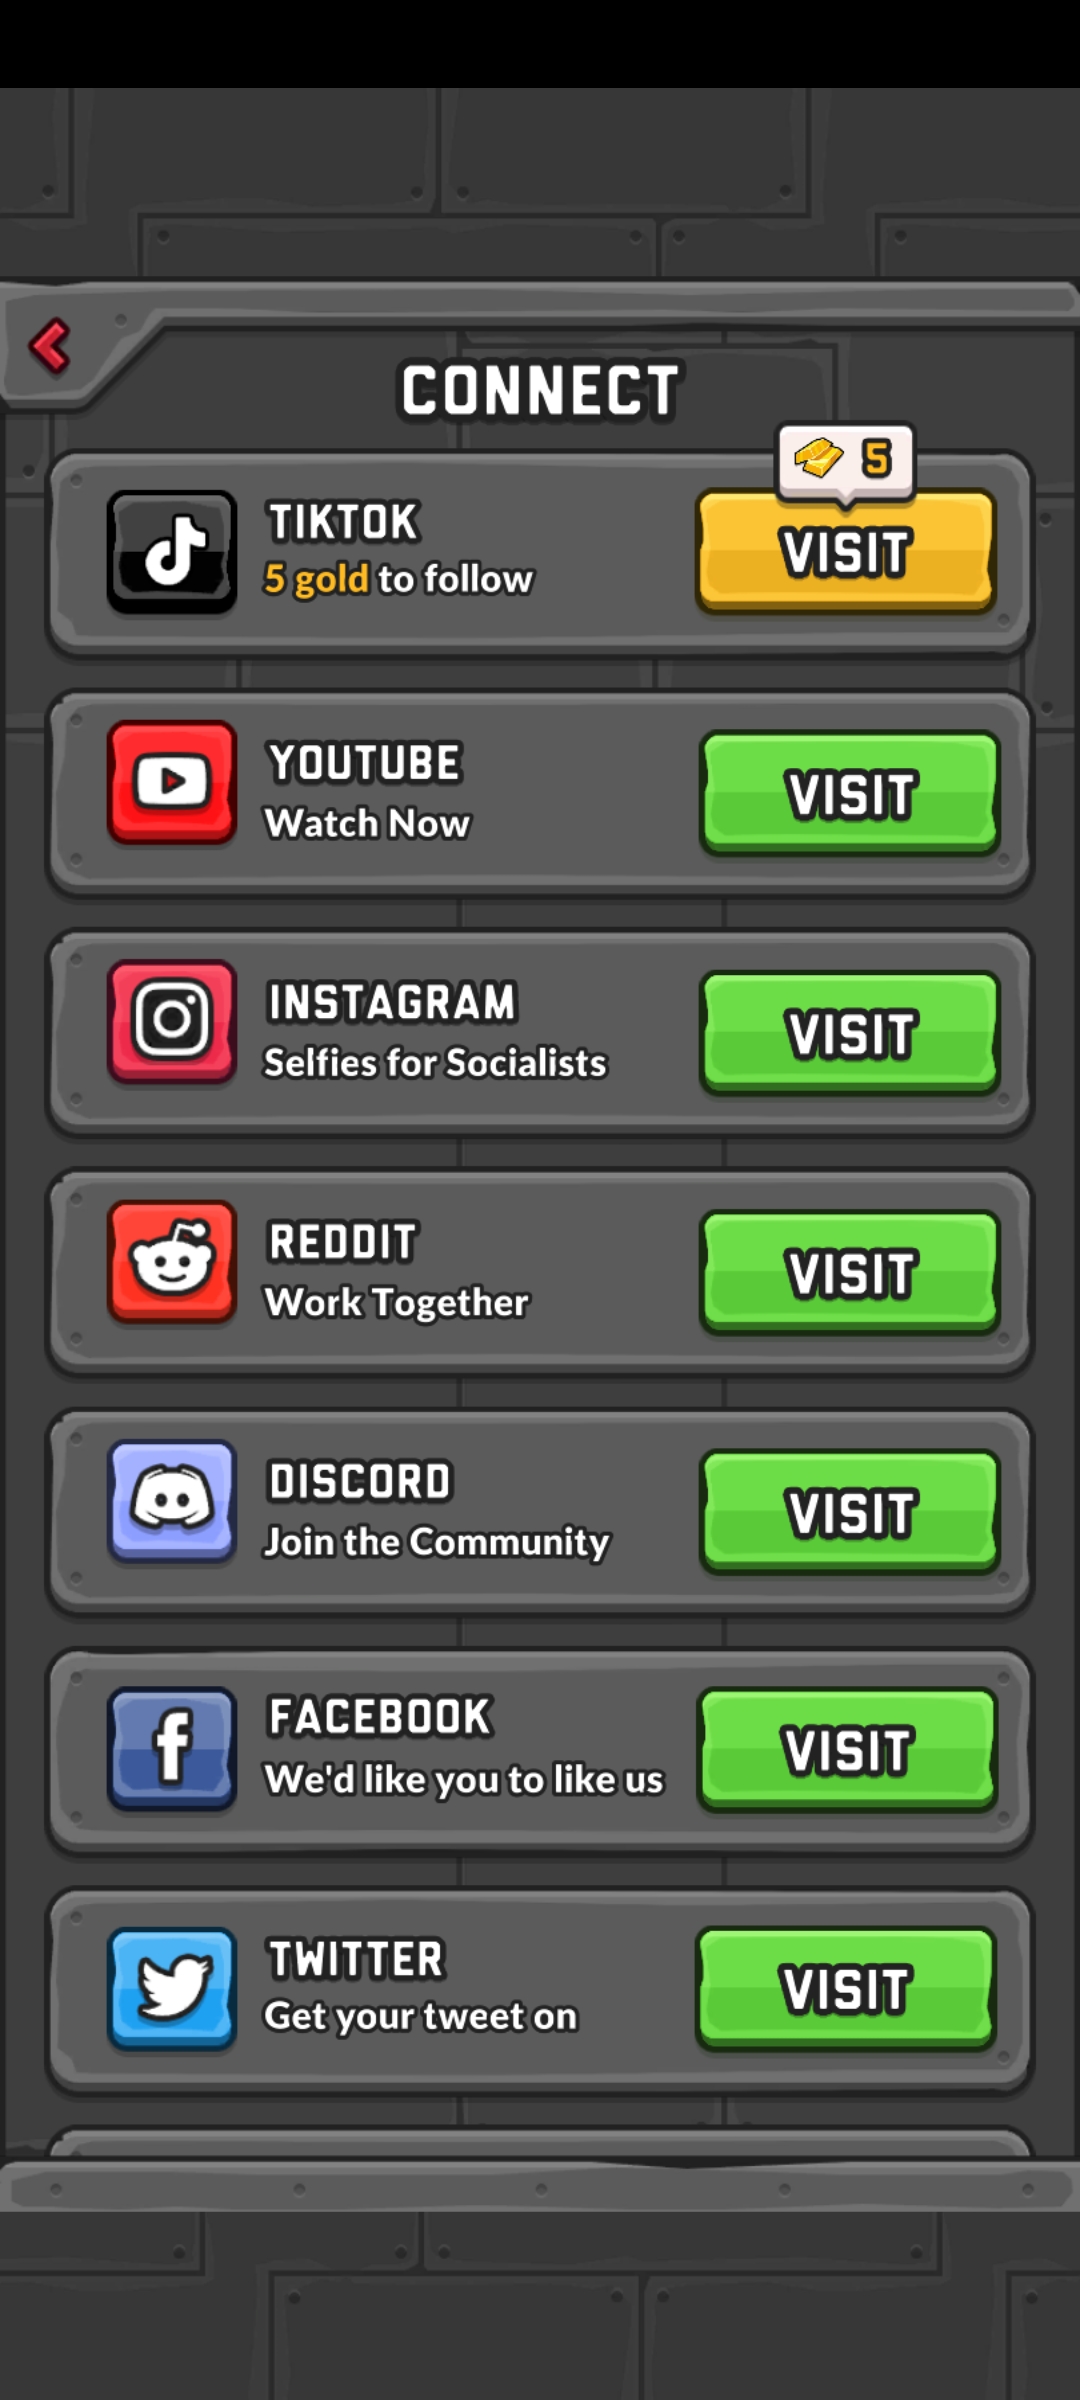 CONNECT
5
TIKTOK
5 gold to follow
VISIT
YOUTUBE
Watch Now
VISIT
INSTAGRAM
Selfies for Socialists
VISIT
REDDIT
Work Together
VISIT
DISCORD
Join the Community
VISIT
FACEBOOK
We'd like you to like us
VISIT
TWITTER
Get your tweet on
VISIT